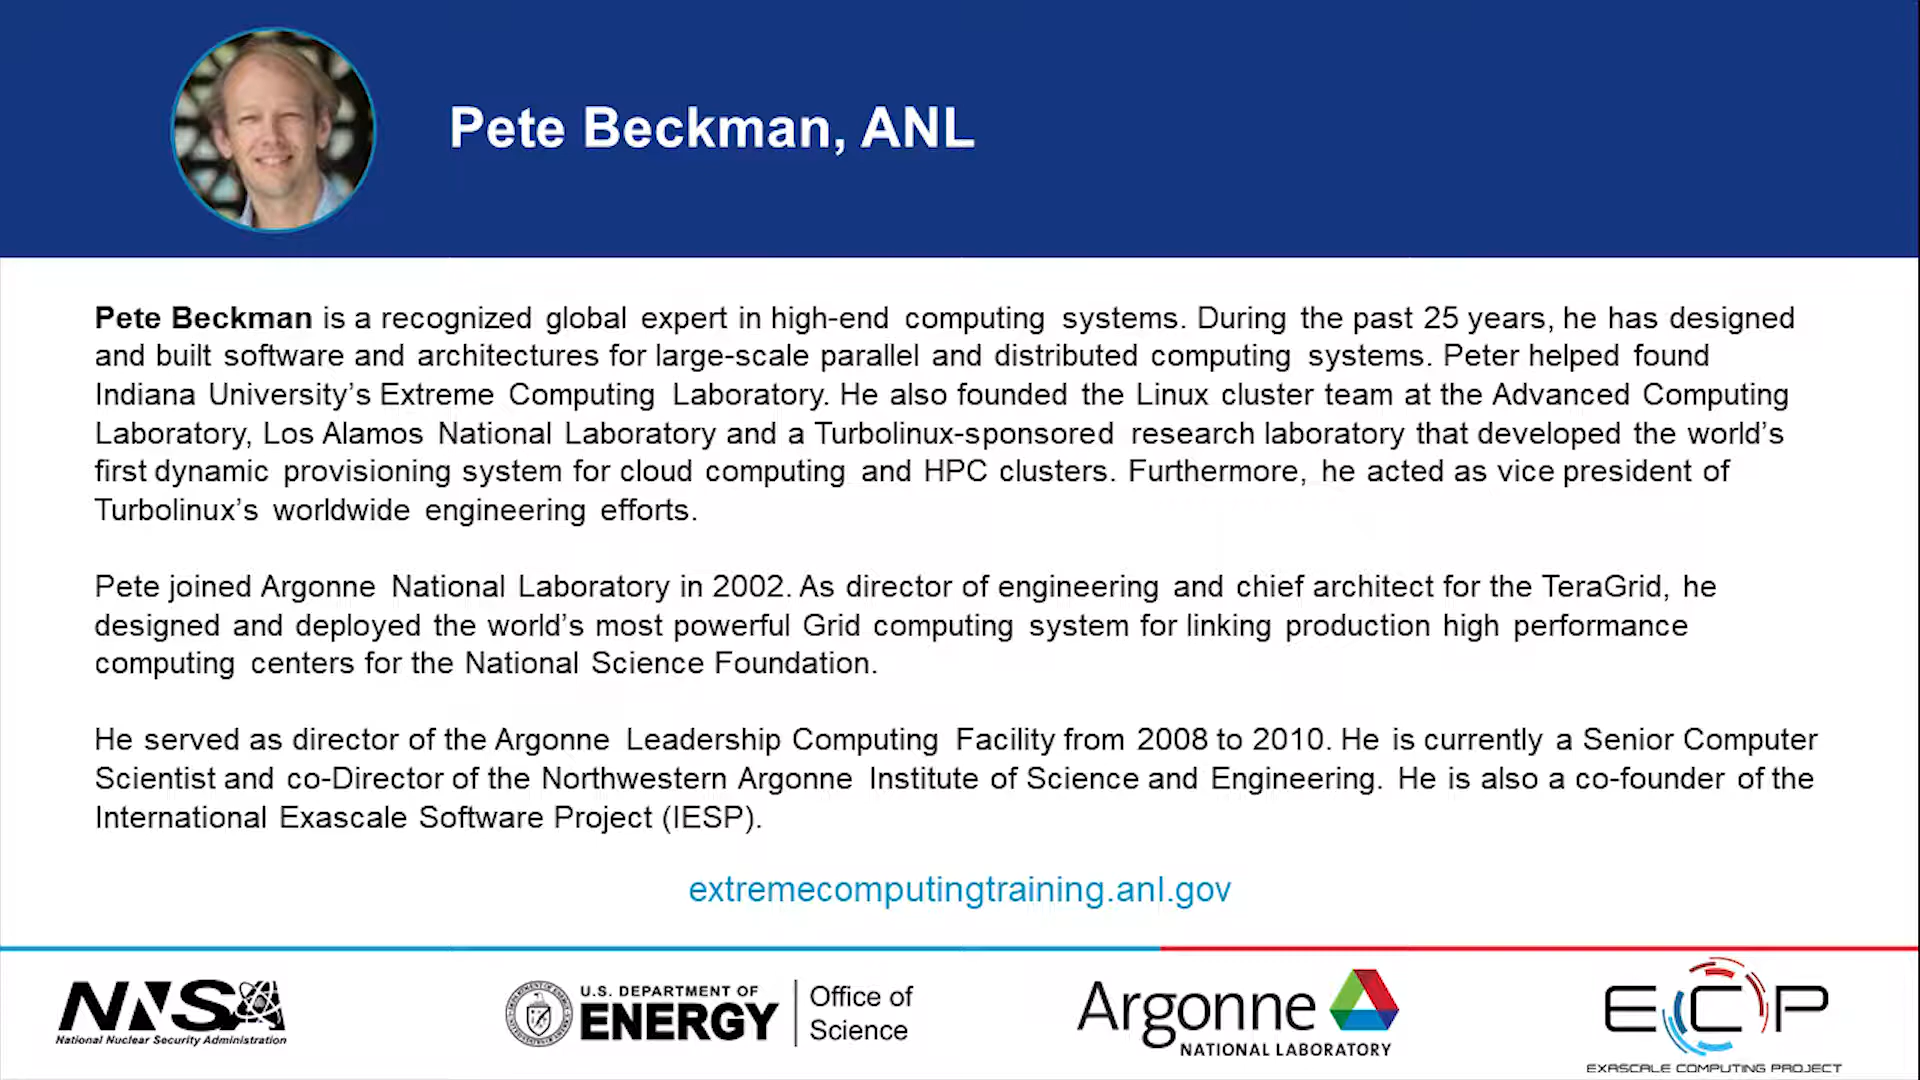 Pete Beckman, ANL
Pete Beckman is a recognized global expert in high-end computing systems. During the past 25 years, he has designed
and built software and architectures for large-scale parallel and distributed computing systems. Peter helped found
Indiana University’s Extreme Computing Laboratory. He also founded the Linux cluster team at the Advanced Computing
Laboratory, Los Alamos National Laboratory and a Turbolinux-sponsored research laboratory that developed the world’s
first dynamic provisioning system for cloud computing and HPC clusters. Furthermore, he acted as vice president of
Turbolinux’s worldwide engineering efforts.
Pete joined Argonne National Laboratory in 2002. As director of engineering and chief architect for the TeraGrid, he
designed and deployed the world’s most powerful Grid computing system for linking production high performance
computing centers for the National Science Foundation.
He served as director of the Argonne Leadership Computing Facility from 2008 to 2010. He is currently a Senior Computer
Scientist and co-Director of the Northwestern Argonne Institute of Science and Engineering. He is also a co-founder of the
International Exascale Software Project (IESP).
extremecomputingtraining.anl.gov
NNSA
National Nuclear Security Administration
U.S. DEPARTMENT OF
ENERGY
Office of
Science
Argonne
NATIONAL LABORATORY
ECP
EXASCALE COMPUTING PROJECT